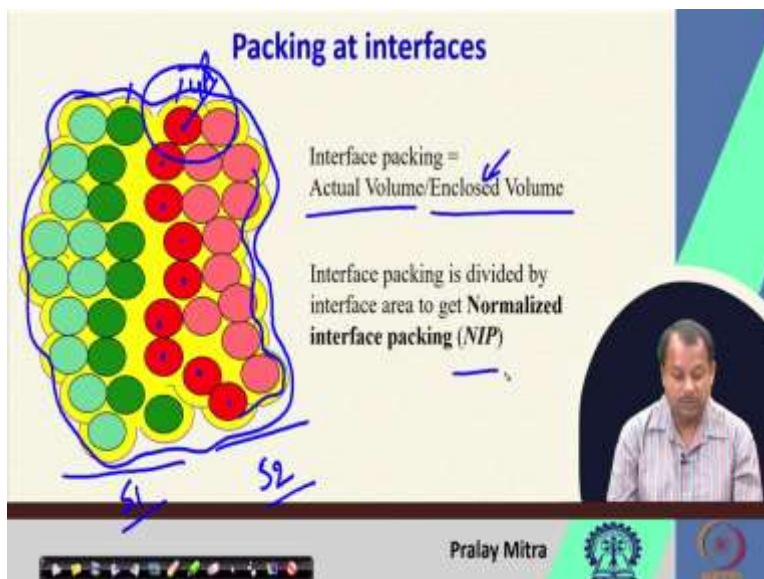 Packing at interfaces
Interface packing =
Actual Volume/Enclosed Volume
Interface packing is divided by
interface area to get Normalized
interface packing (NIP)
S1
S2
Pralay Mitra